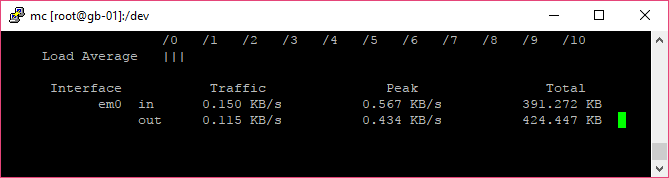 mc [root@gb-01]:/dev
/0 /1 /2 /3 /4 /5 /6 /7 /8 /9 /10
Load Average |||
Interface Traffic Peak Total
em0 in 0.150 KB/s 0.567 KB/s 391.272 KB
out 0.115 KB/s 0.434 KB/s 424.447 KB